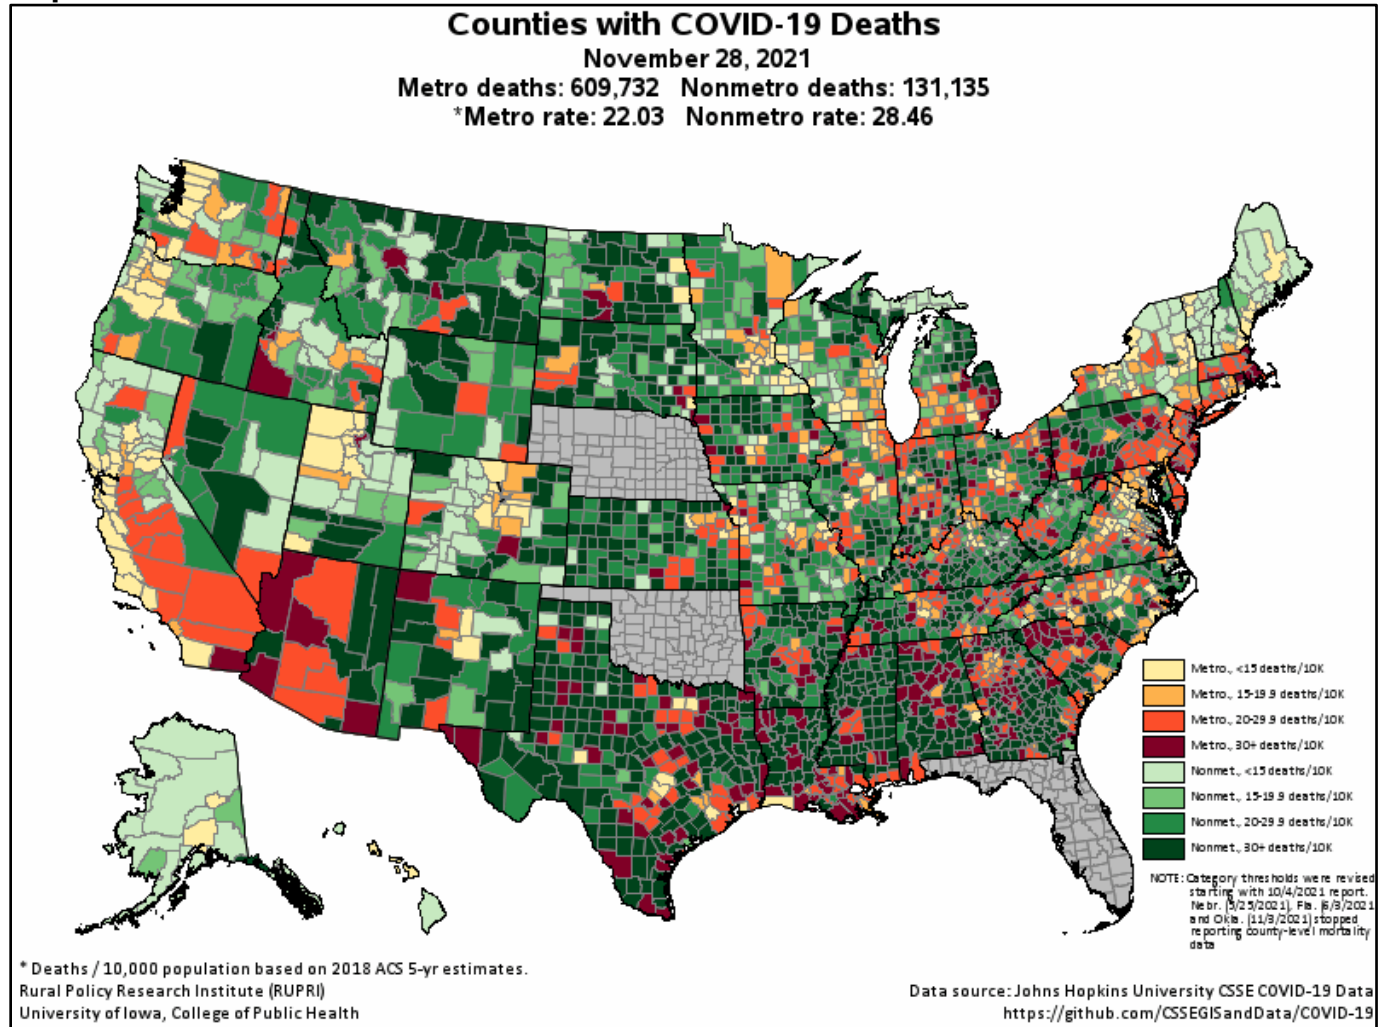 Counties with COVID-19 Deaths
November 28, 2021
Metro deaths: 609,732 Nonmetro deaths: 131,135
*Metro rate: 22.03 Nonmetro rate: 28.46
Metro., <15 deaths/10K
Metro., 15-19.9 deaths/10K
Metro., 20-29.9 deaths/10K
Metro., 30+ deaths/10K
Nonmet., <15 deaths/10K
Nonmet., 15-19.9 deaths/10K
Nonmet., 20-29.9 deaths/10K
Nonmet., 30+ deaths/10K
NOTE: Category thresholds were revised
starting with 10/4/2021 report.
Nebr. (5/25/2021), Fla. (6/3/2021
and Okla. (11/3/2021) stopped
reporting county-level mortality
data
* Deaths / 10,000 population based on 2018 ACS 5-yr estimates.
Rural Policy Research Institute (RUPRI)
University of Iowa, College of Public Health
Data source: Johns Hopkins University CSSE COVID-19 Data
https://github.com/CSSEGISandData/COVID-19